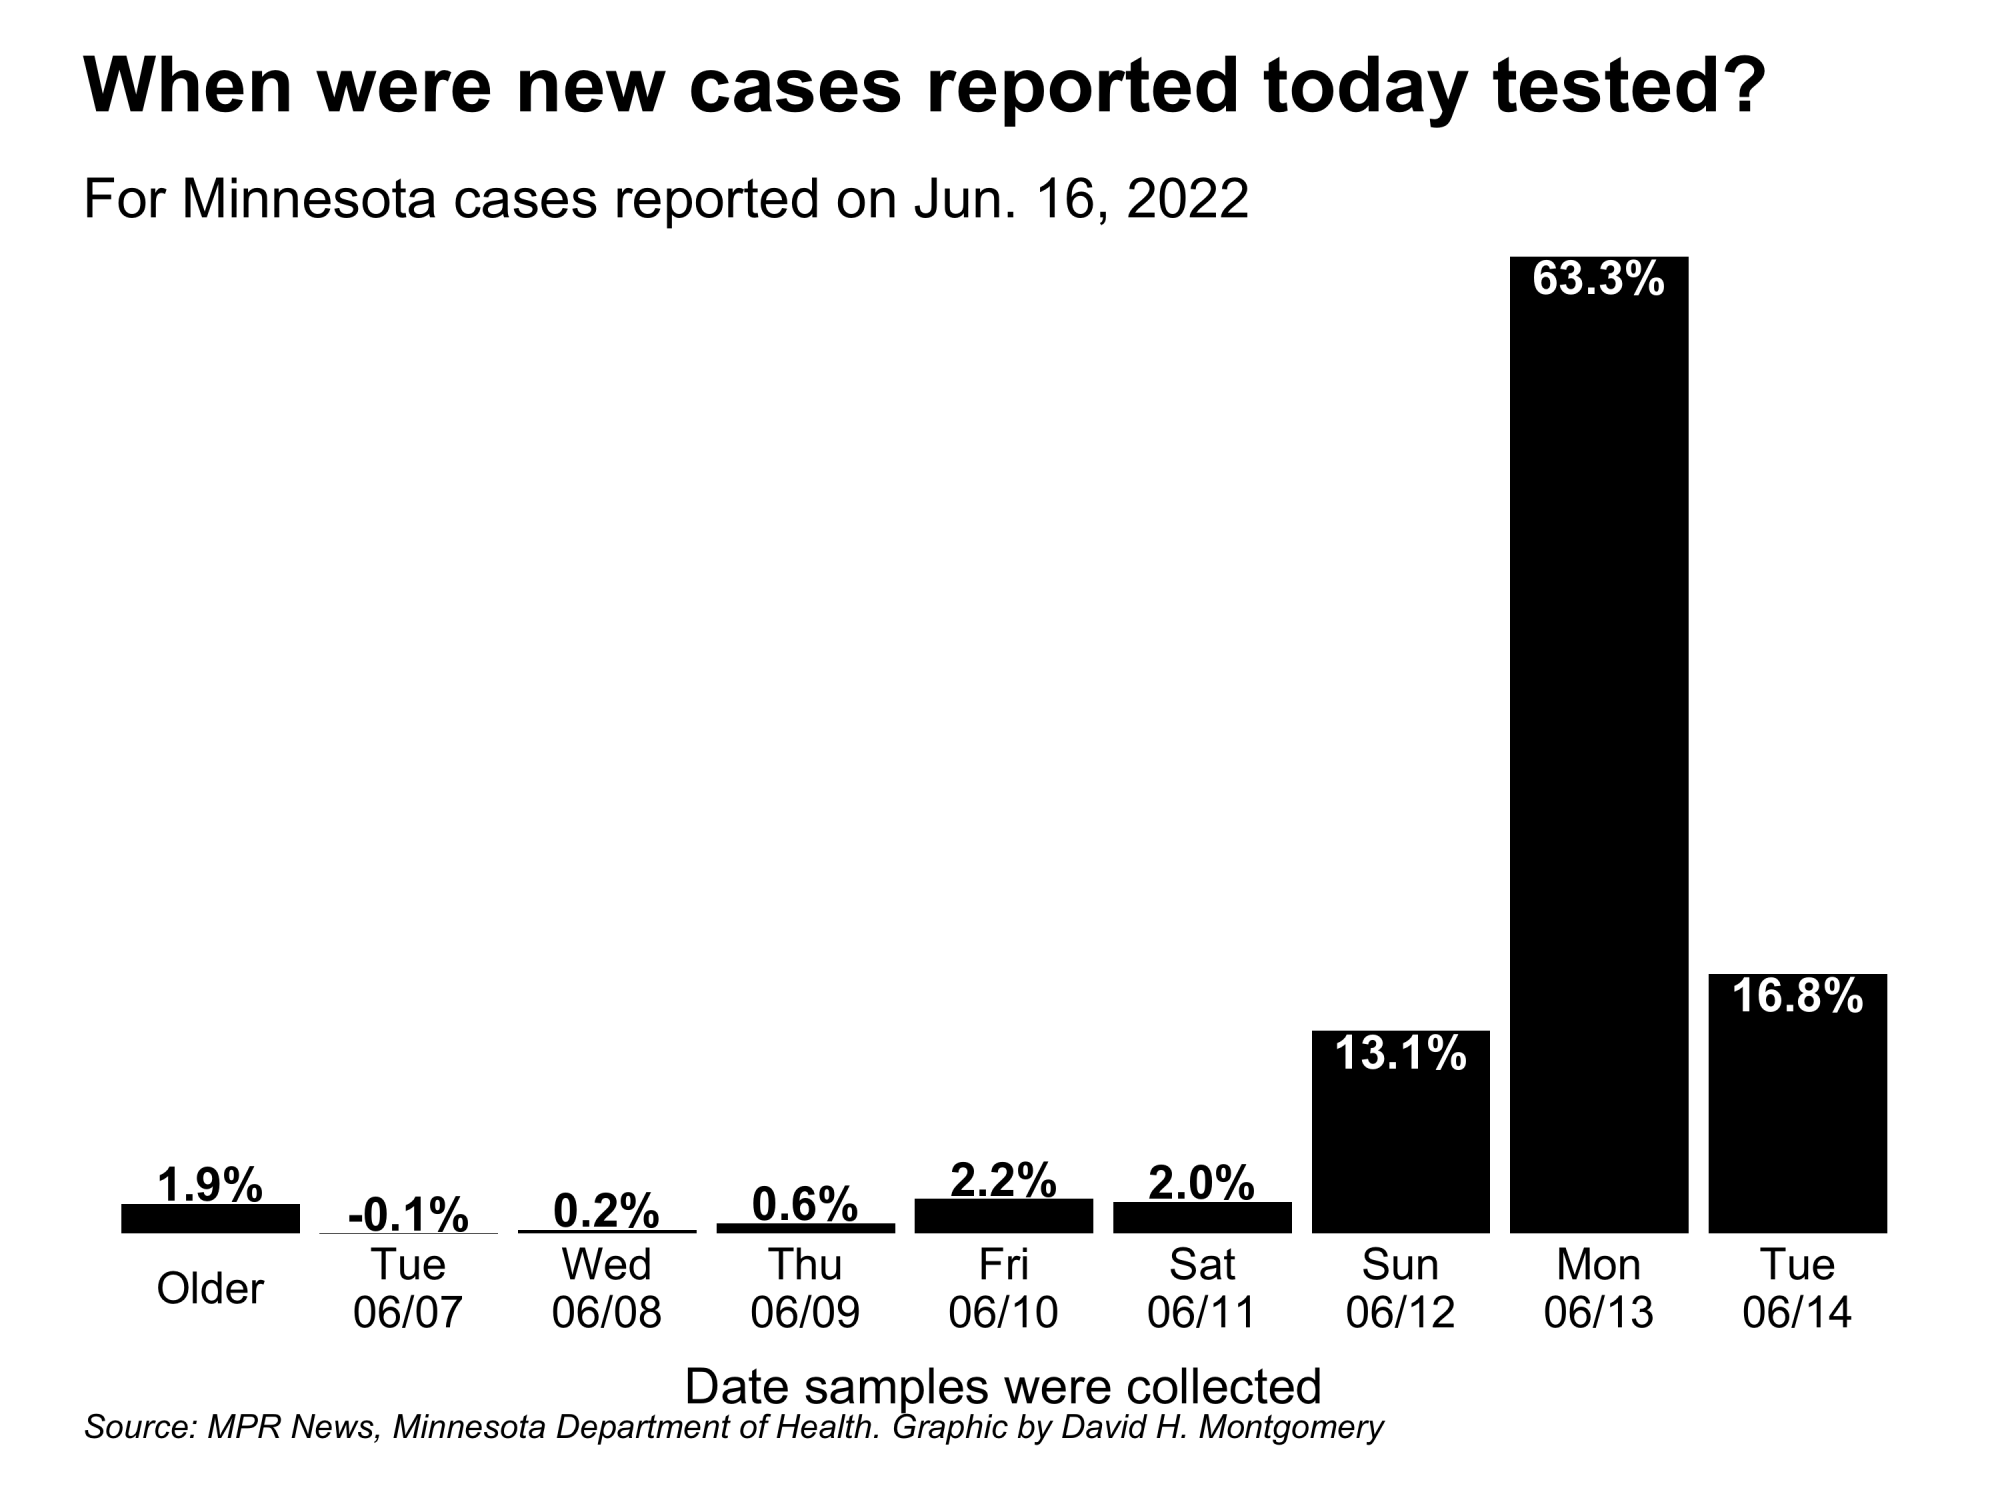 When were new cases reported today tested?
For Minnesota cases reported on Jun. 16, 2022
63.3%
16.8%
13.1%
1.9%
-0.1%
0.2%
0.6%
2.2%
2.0%
Older
Tue
06/07
Wed
06/08
Thu
06/09
Fri
06/10
Sat
06/11
Sun
06/12
Mon
06/13
Tue
06/14
Date samples were collected
Source: MPR News, Minnesota Department of Health. Graphic by David H. Montgomery